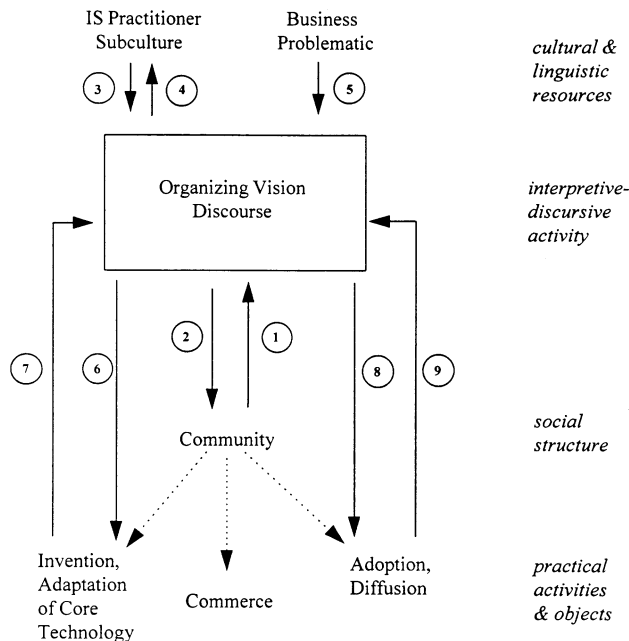 IS Practitioner
Subculture
Business
Problematic
cultural &
linguistic
resources
3
4
5
Organizing Vision
Discourse
interpretive-
discursive
activity
2
1
7
6
8
9
Community
social
structure
Invention,
Adaptation
of Core
Technology
Commerce
Adoption,
Diffusion
practical
activities
& objects